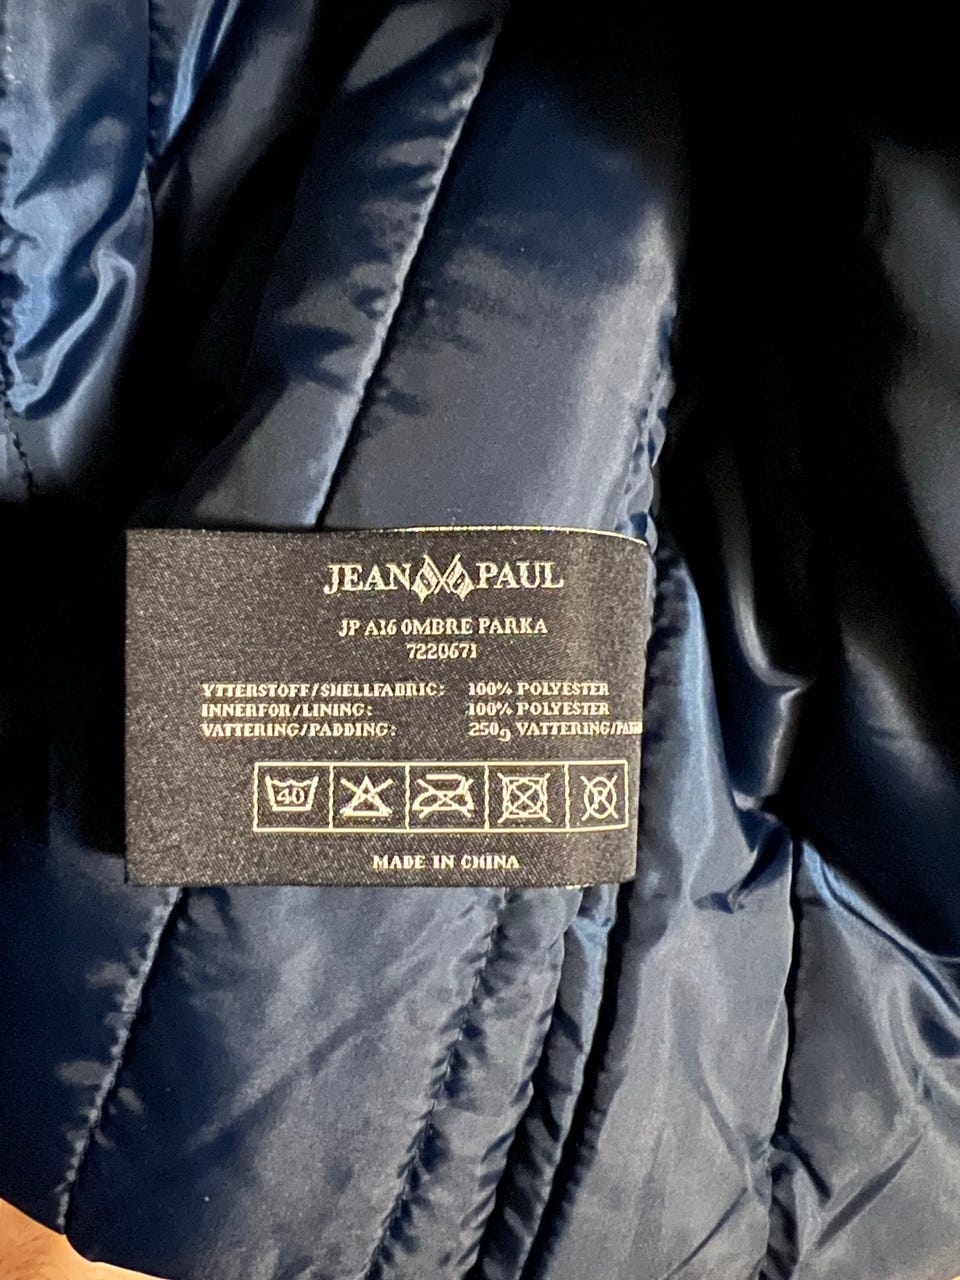 JEAN PAUL
JP A16 OMBRE PARKA
7220671
YTTERSTOFF/SHELLFABRIC: 100% POLYESTER
INNERFOR/LINING: 100% POLYESTER
VATTERING/PADDING: 250g VATTERING/
40
P
MADE IN CHINA